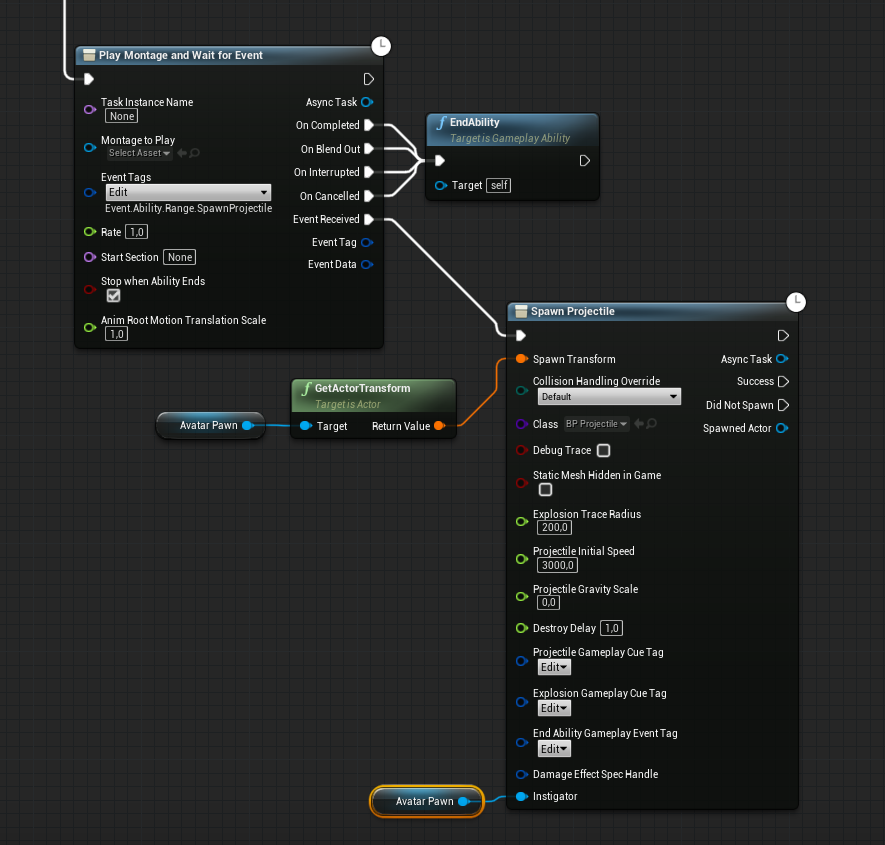 Play Montage and Wait for Event
Task Instance Name
None
Async Task
On Completed
Montage to Play
Select Asset
On Blend Out
On Interrupted
Event Tags
Edit
Event.Ability.Range.SpawnProjectile
On Cancelled
Event Received
Rate 1,0
Event Tag
Start Section None
Event Data
Stop when Ability Ends
Anim Root Motion Translation Scale
1,0
f EndAbility
Target is Gameplay Ability
Target self
f GetActorTransform
Target is Actor
Avatar Pawn
Target Return Value
Spawn Projectile
Spawn Transform Async Task
Collision Handling Override Success
Default
Did Not Spawn
Class BP Projectile Spawned Actor
Debug Trace
Static Mesh Hidden in Game
Explosion Trace Radius
200,0
Projectile Initial Speed
3000,0
Projectile Gravity Scale
0,0
Destroy Delay 1,0
Projectile Gameplay Cue Tag
Edit
Explosion Gameplay Cue Tag
Edit
End Ability Gameplay Event Tag
Edit
Damage Effect Spec Handle
Avatar Pawn
Instigator